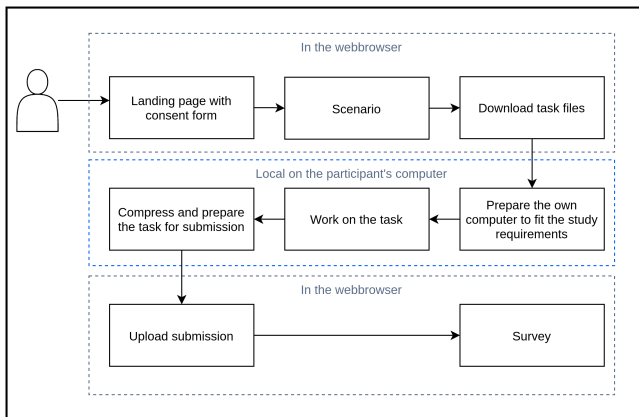 In the webbrowser
Landing page with
consent form
Scenario
Download task files
Local on the participant's computer
Compress and prepare
the task for submission
Work on the task
Prepare the own
computer to fit the study
requirements
In the webbrowser
Upload submission
Survey